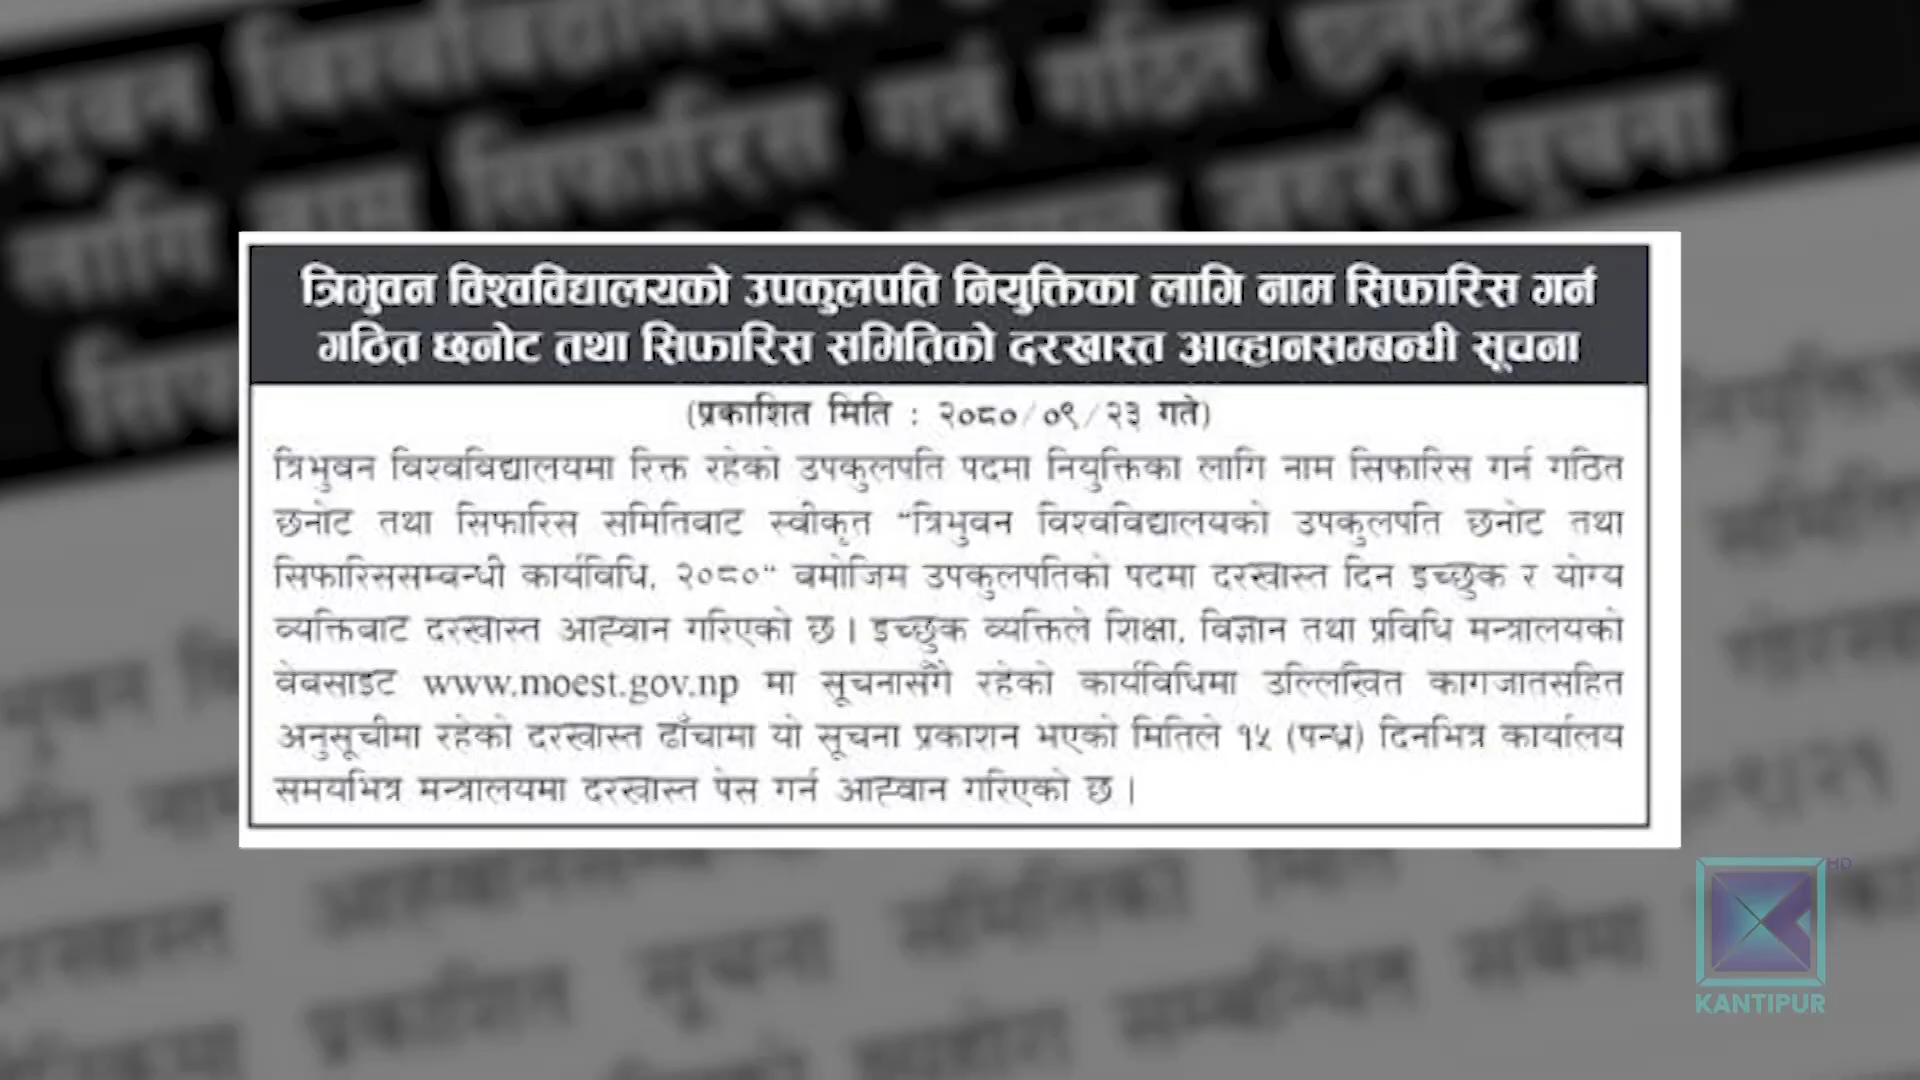 त्रिभुवन विश्वविद्यालयको उपकुलपति नियुक्तिका लागि नाम सिफारिस गर्न
गठित छनोट तथा सिफारिस समितिको दरखास्त आव्हानसम्बन्धी सूचना
(प्रकाशित मिति : २०८०/०९/२३ गते)
त्रिभुवन विश्वविद्यालयमा रिक्त रहेको उपकुलपति पदमा नियुक्तिका लागि नाम सिफारिस गर्न गठित
छनोट तथा सिफारिस समितिबाट स्वीकृत "त्रिभुवन विश्वविद्यालयको उपकुलपति छनोट तथा
सिफारिससम्बन्धी कार्यविधि, २०८०" बमोजिम उपकुलपतिको पदमा दरखास्त दिन इच्छुक र योग्य
व्यक्तिबाट दरखास्त आह्वान गरिएको छ । इच्छुक व्यक्तिले शिक्षा, विज्ञान तथा प्रविधि मन्त्रालयको
वेबसाइट www.moest.gov.np मा सूचनासँगै रहेको कार्यविधिमा उल्लिखित कागजातसहित
अनुसूचीमा रहेको दरखास्त ढाँचामा यो सूचना प्रकाशन भएको मितिले १५ (पन्ध्र) दिनभित्र कार्यालय
समयभित्र मन्त्रालयमा दरखास्त पेस गर्न आह्वान गरिएको छ ।
HD
KANTIPUR